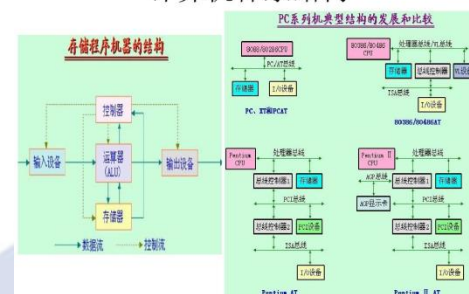 存储程序机器的结构
控制器
输入设备
运算器
(ALU)
输出设备
存储器
数据流
控制流
PC系列机典型结构的发展和比较
8088/80286CPU
PC/AT总线
存储器
I/O设备
PC、XT和PCAT
80386/80486
CPU
处理器总线/VL总线
存储器
总线控制器
VL设备
ISA总线
I/O设备
80386/80486AT
Pentium
CPU
处理器总线
总线控制器1
存储器
PCI总线
总线控制器2
PCI设备
ISA总线
I/O设备
Pentium AT
Pentium Ⅱ
CPU
处理器总线
AGP总线
总线控制器1
存储器
AGP显示卡
PCI总线
总线控制器2
PCI设备
ISA总线
I/O设备
Pentium Ⅱ AT